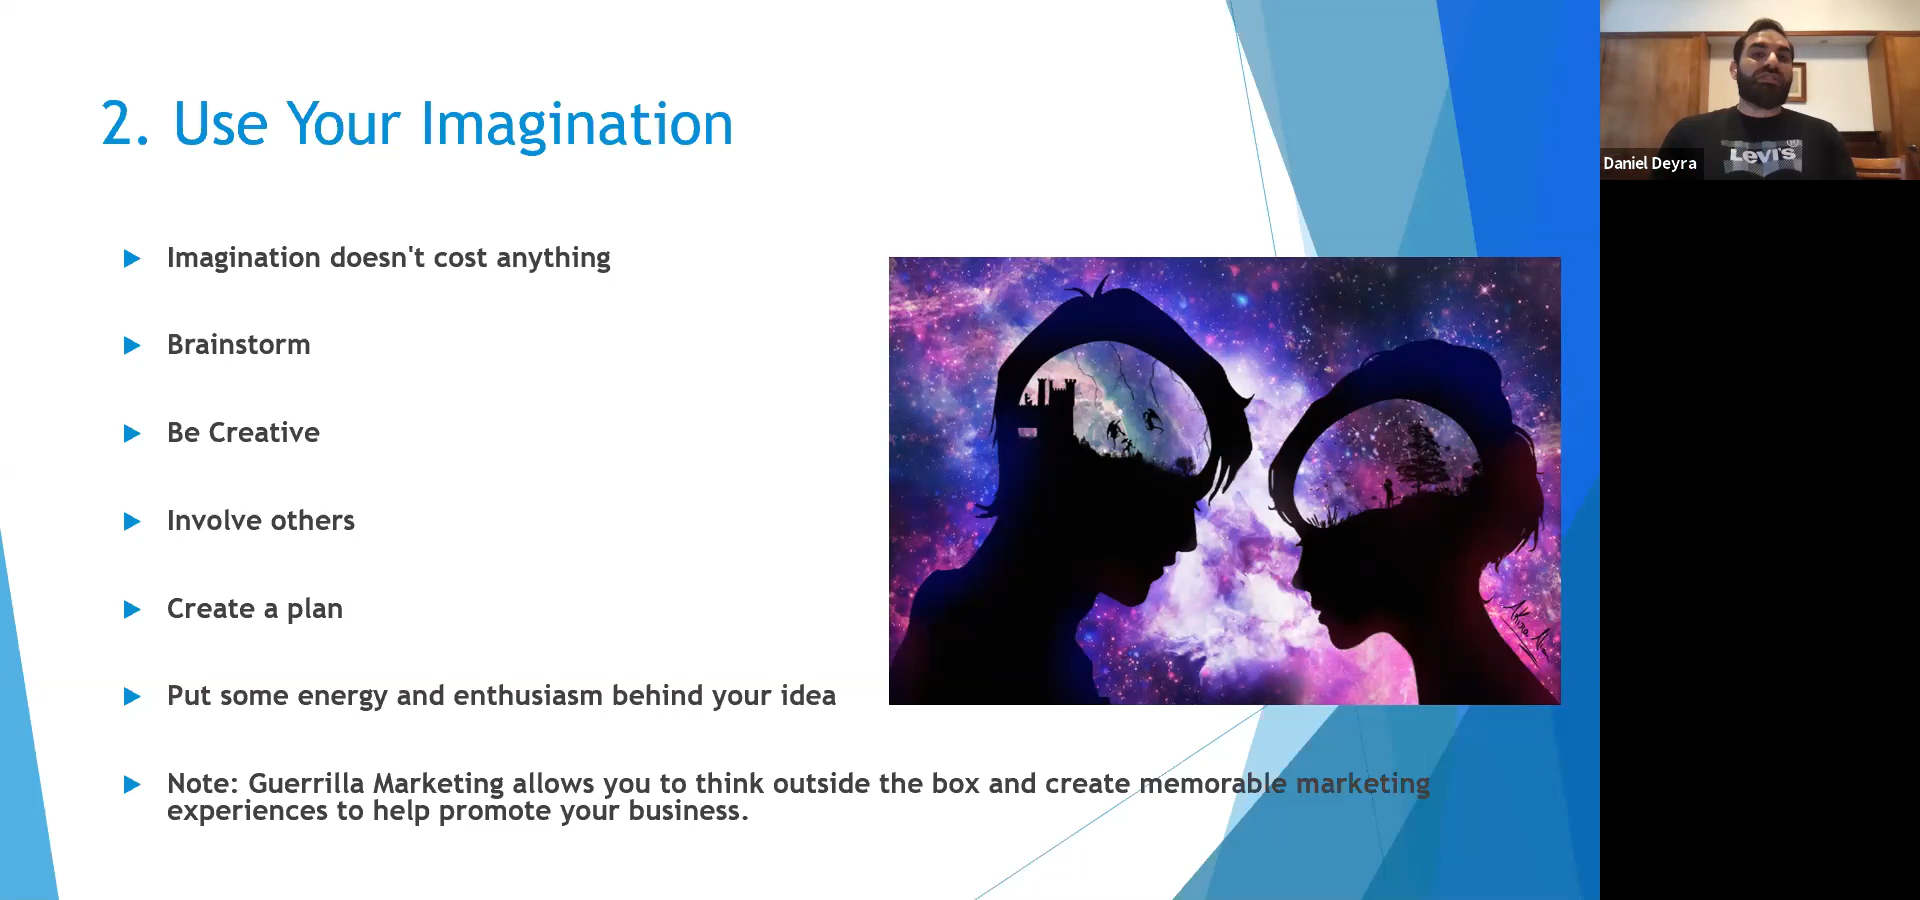 2. Use Your Imagination
Imagination doesn't cost anything
Brainstorm
Be Creative
Involve others
Create a plan
Put some energy and enthusiasm behind your idea
Note: Guerrilla Marketing allows you to think outside the box and create memorable marketing
experiences to help promote your business.
Levi's
Daniel Deyra